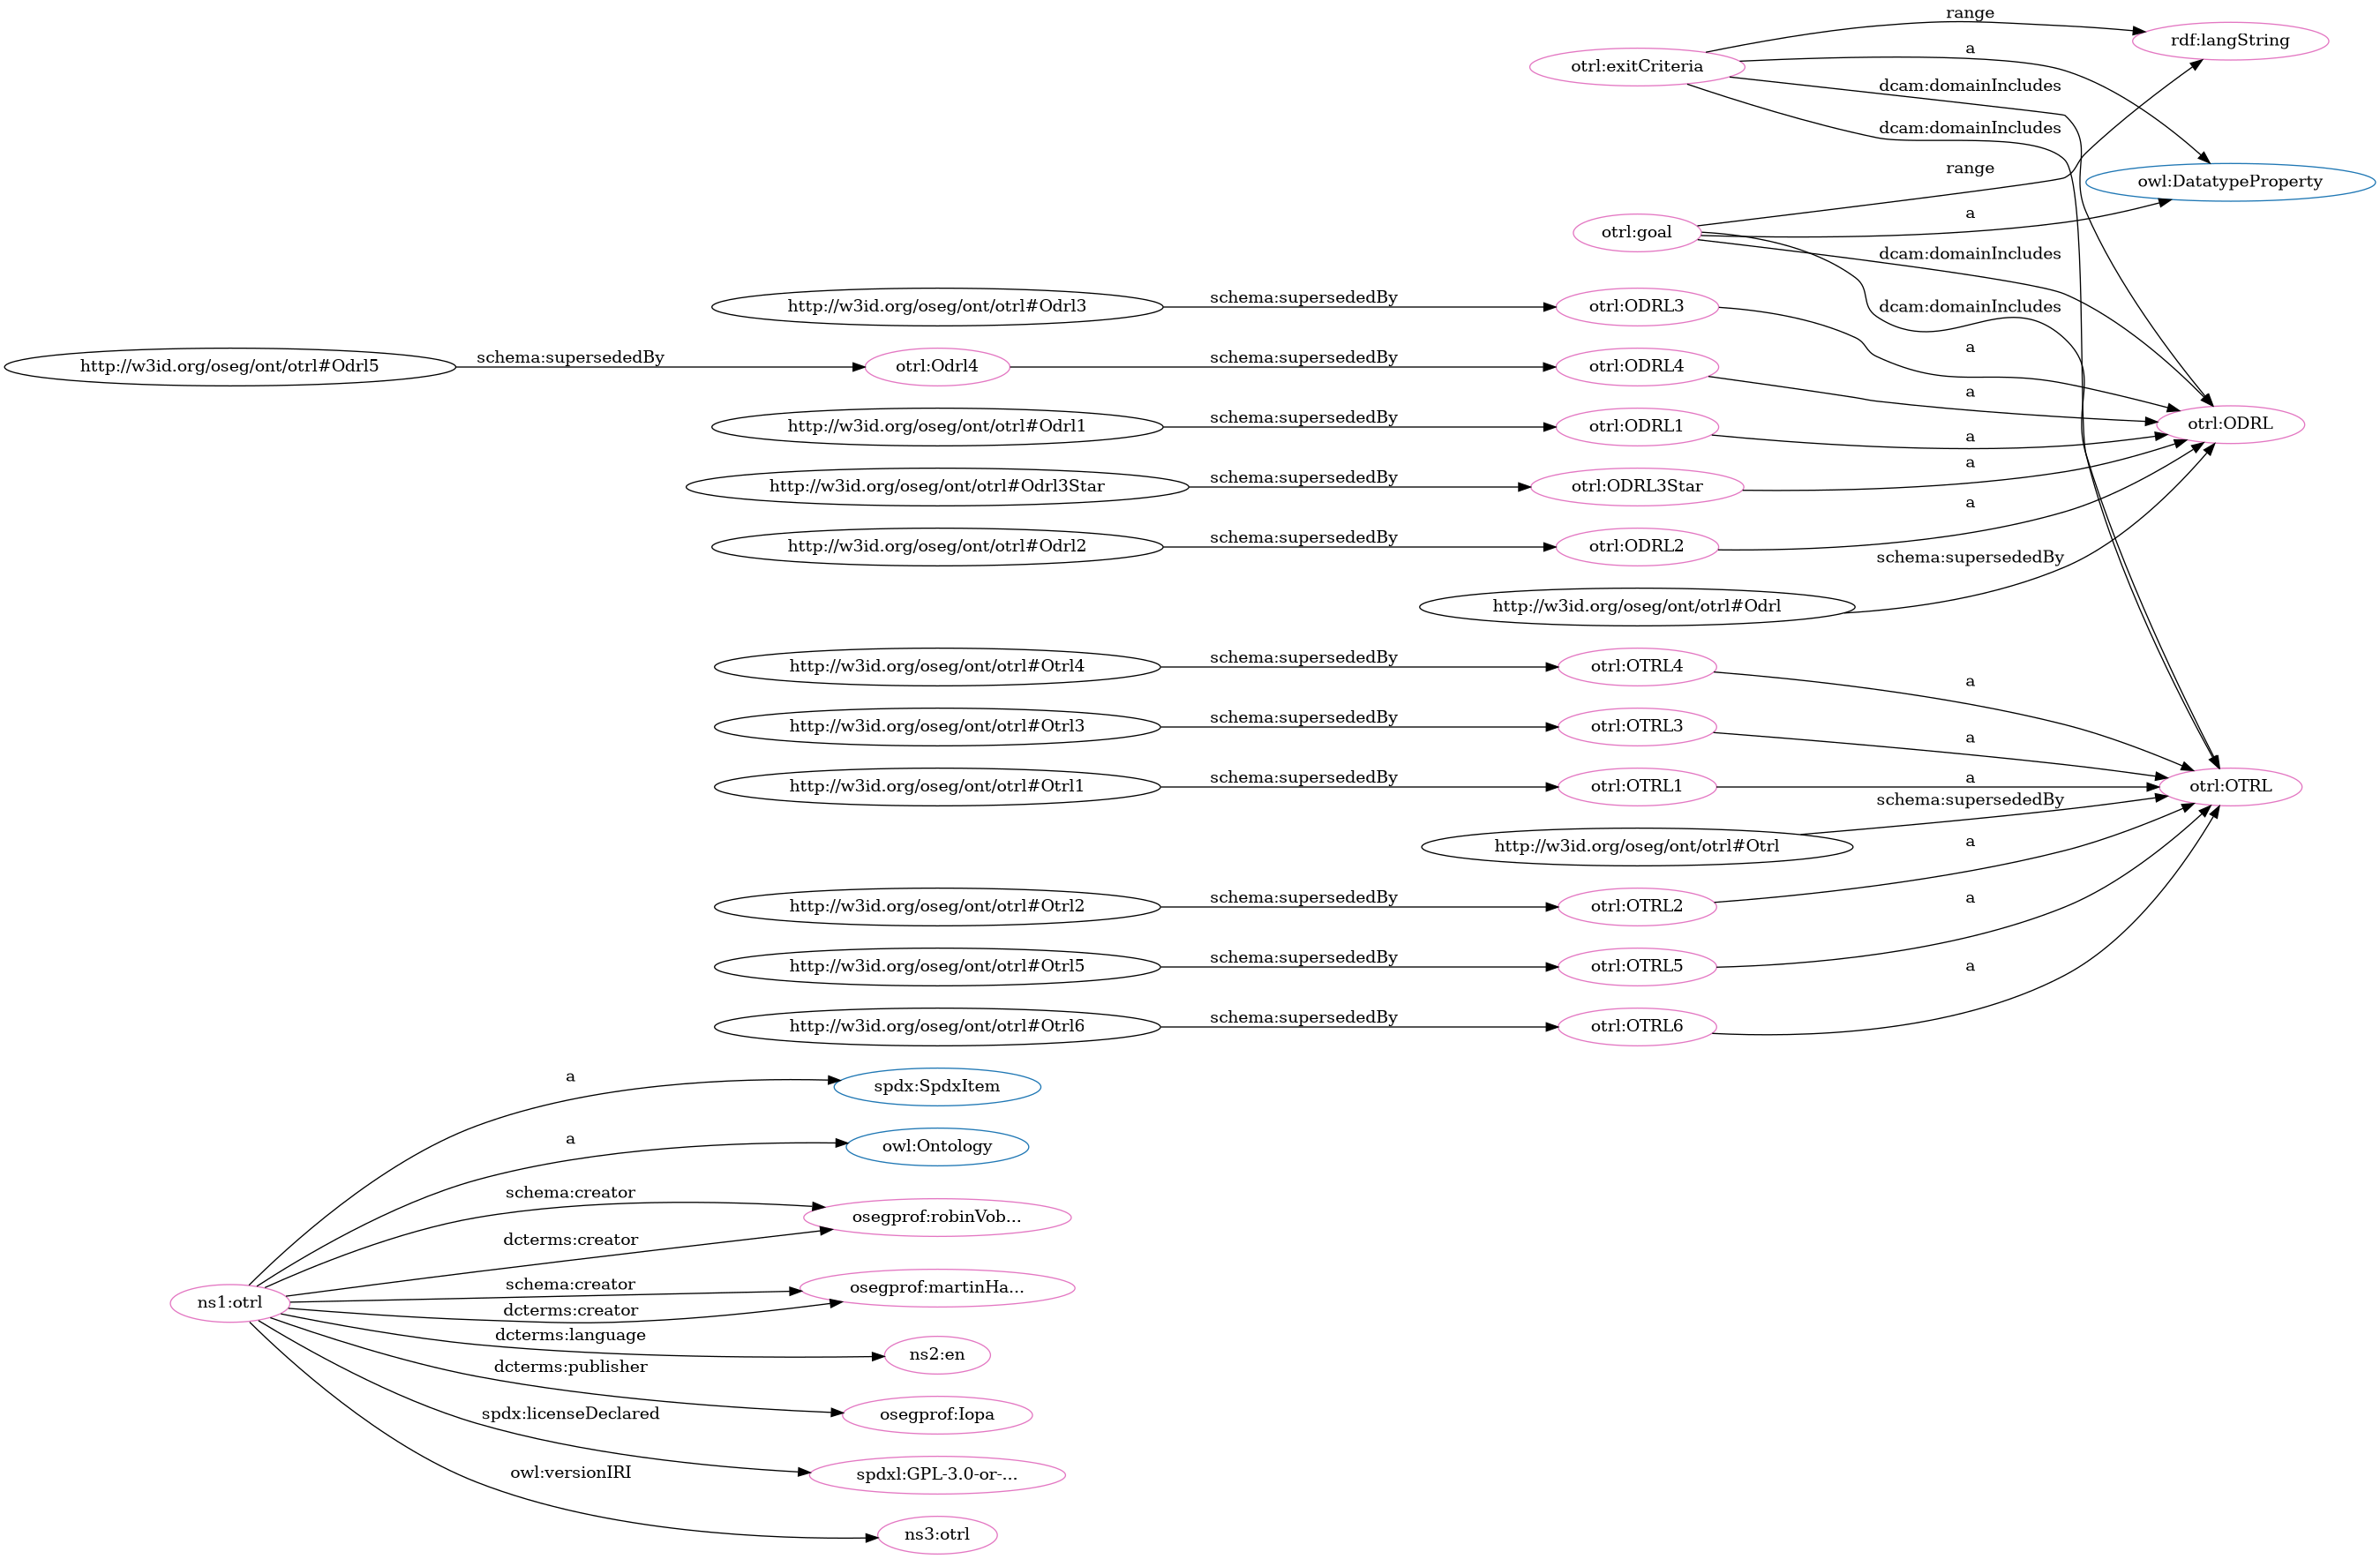 range
rdf:langString
otrl:exitCriteria
a
dcam:domainIncludes
dcam:domainIncludes
range
owl:DatatypeProperty
otrl:goal
a
dcam:domainIncludes
http://w3id.org/oseg/ont/otrl#Odrl3
schema:supersededBy
otrl:ODRL3
dcam:domainIncludes
a
http://w3id.org/oseg/ont/otrl#Odrl5
schema:supersededBy
otrl:Odrl4
schema:supersededBy
otrl:ODRL4
a
http://w3id.org/oseg/ont/otrl#Odrl1
schema:supersededBy
otrl:ODRL1
a
otrl:ODRL
http://w3id.org/oseg/ont/otrl#Odrl3Star
schema:supersededBy
otrl:ODRL3Star
a
http://w3id.org/oseg/ont/otrl#Odrl2
schema:supersededBy
otrl:ODRL2
a
http://w3id.org/oseg/ont/otrl#Odrl
schema:supersededBy
http://w3id.org/oseg/ont/otrl#Otrl4
schema:supersededBy
otrl:OTRL4
a
http://w3id.org/oseg/ont/otrl#Otrl3
schema:supersededBy
otrl:OTRL3
a
http://w3id.org/oseg/ont/otrl#Otrl1
schema:supersededBy
otrl:OTRL1
a
otrl:OTRL
http://w3id.org/oseg/ont/otrl#Otrl
schema:supersededBy
http://w3id.org/oseg/ont/otrl#Otrl2
schema:supersededBy
otrl:OTRL2
a
http://w3id.org/oseg/ont/otrl#Otrl5
schema:supersededBy
otrl:OTRL5
a
http://w3id.org/oseg/ont/otrl#Otrl6
schema:supersededBy
otrl:OTRL6
a
ns1:otrl
a
spdx:SpdxItem
a
owl:Ontology
schema:creator
osegprof:robinVob...
dcterms:creator
schema:creator
osegprof:martinHa...
dcterms:creator
dcterms:language
ns2:en
dcterms:publisher
osegprof:Iopa
spdx:licenseDeclared
spdxl:GPL-3.0-or-...
owl:versionIRI
ns3:otrl